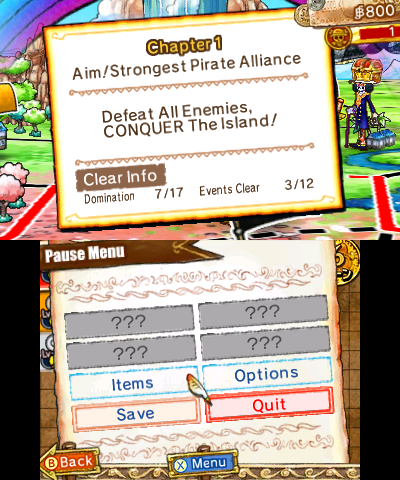 ฿800
1
Chapter 1
Aim!Strongest Pirate Alliance
Defeat All Enemies,
CONQUER The Island!
Clear Info
Domination 7/17 Events Clear 3/12
Pause Menu
??? ???
??? ???
Items Options
Save Quit
B Back X Menu